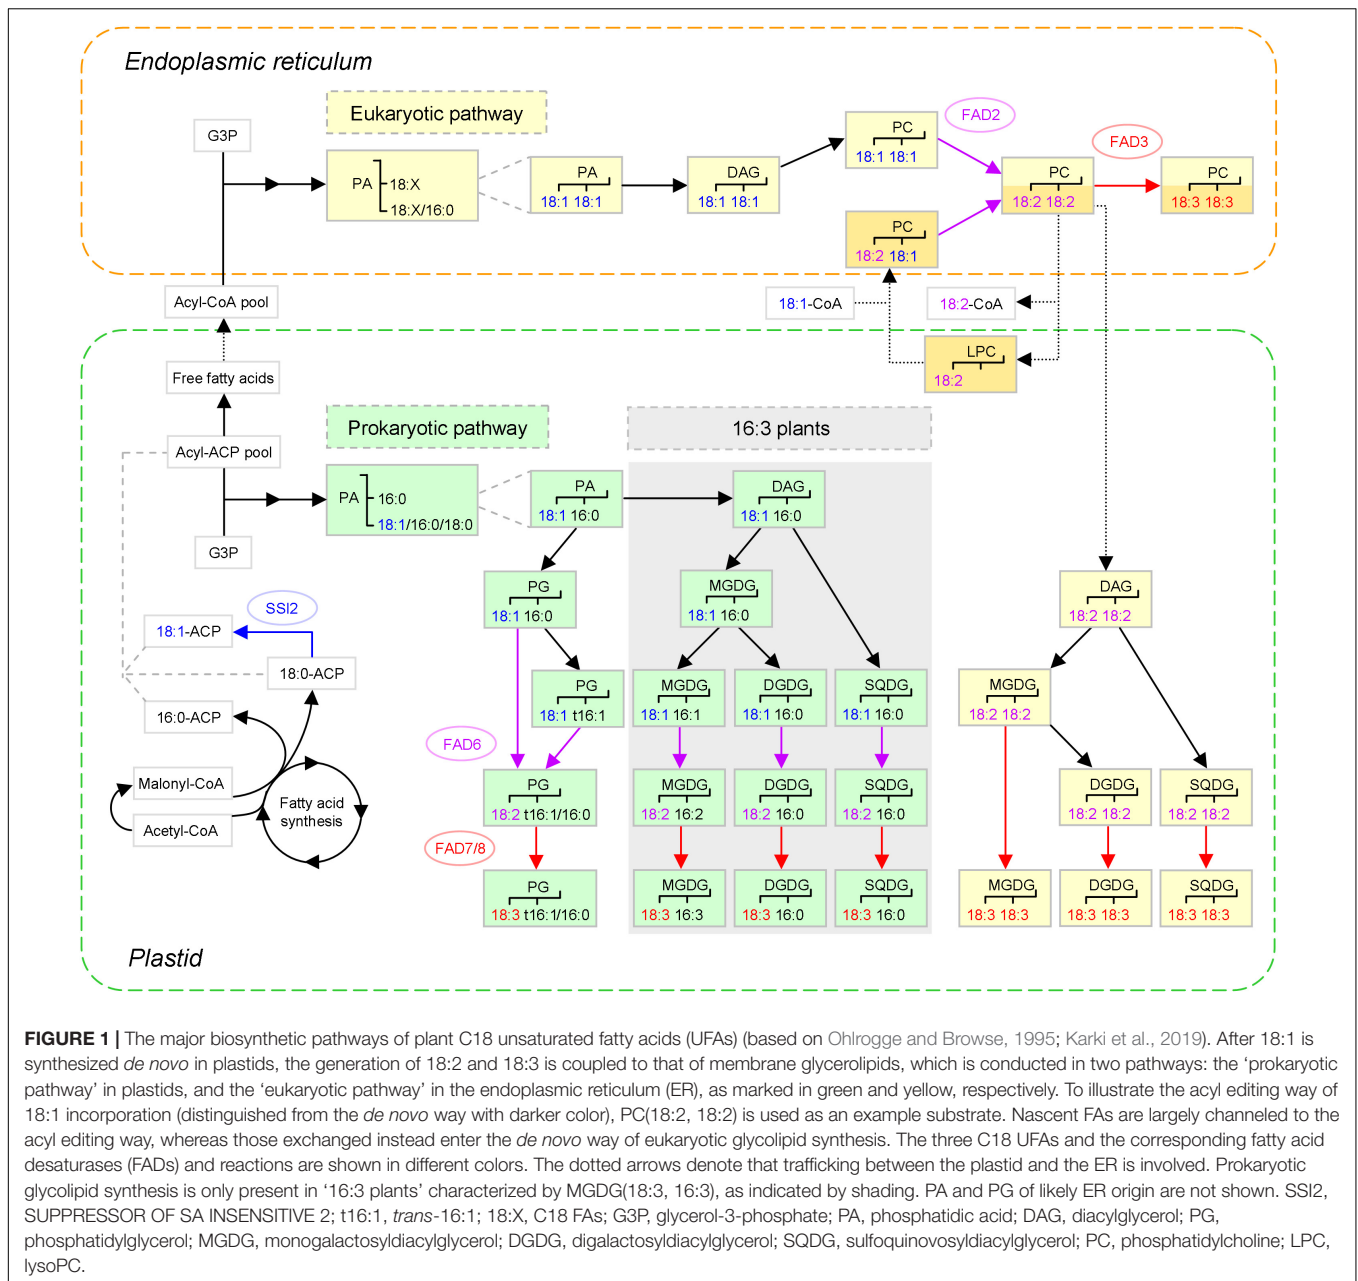 Endoplasmic reticulum
Eukaryotic pathway
G3P
PA
18:X
18:X/16:0
PA
18:1 18:1
DAG
18:1 18:1
PC
18:1 18:1
FAD2
PC
18:2 18:1
PC
18:2 18:2
FAD3
PC
18:3 18:3
Acyl-CoA pool
18:1-CoA
18:2-CoA
LPC
18:2
Free fatty acids
Acyl-ACP pool
G3P
Prokaryotic pathway
16:3 plants
PA
16:0
18:1/16:0/18:0
PA
18:1 16:0
DAG
18:1 16:0
PG
18:1 16:0
MGDG
18:1 16:0
DAG
18:2 18:2
SSI2
18:1-ACP
18:0-ACP
16:0-ACP
Malonyl-CoA
Acetyl-CoA
Fatty acid
synthesis
PG
18:1 t16:1
MGDG
18:1 16:1
DGDG
18:1 16:0
SQDG
18:1 16:0
MGDG
18:2 18:2
FAD6
PG
18:2 t16:1/16:0
MGDG
18:2 16:2
DGDG
18:2 16:0
SQDG
18:2 16:0
DGDG
18:2 18:2
SQDG
18:2 18:2
FAD7/8
PG
18:3 t16:1/16:0
MGDG
18:3 16:3
DGDG
18:3 16:0
SQDG
18:3 16:0
MGDG
18:3 18:3
DGDG
18:3 18:3
SQDG
18:3 18:3
Plastid
FIGURE 1 | The major biosynthetic pathways of plant C18 unsaturated fatty acids (UFAs) (based on Ohlrogge and Browse, 1995; Karki et al., 2019). After 18:1 is
synthesized de novo in plastids, the generation of 18:2 and 18:3 is coupled to that of membrane glycerolipids, which is conducted in two pathways: the ‘prokaryotic
pathway’ in plastids, and the ‘eukaryotic pathway’ in the endoplasmic reticulum (ER), as marked in green and yellow, respectively. To illustrate the acyl editing way of
18:1 incorporation (distinguished from the de novo way with darker color), PC(18:2, 18:2) is used as an example substrate. Nascent FAs are largely channeled to the
acyl editing way, whereas those exchanged instead enter the de novo way of eukaryotic glycolipid synthesis. The three C18 UFAs and the corresponding fatty acid
desaturases (FADs) and reactions are shown in different colors. The dotted arrows denote that trafficking between the plastid and the ER is involved. Prokaryotic
glycolipid synthesis is only present in ‘16:3 plants’ characterized by MGDG(18:3, 16:3), as indicated by shading. PA and PG of likely ER origin are not shown. SSI2,
SUPPRESSOR OF SA INSENSITIVE 2; t16:1, trans-16:1; 18:X, C18 FAs; G3P, glycerol-3-phosphate; PA, phosphatidic acid; DAG, diacylglycerol; PG,
phosphatidylglycerol; MGDG, monogalactosyldiacylglycerol; DGDG, digalactosyldiacylglycerol; SQDG, sulfoquinovosyldiacylglycerol; PC, phosphatidylcholine; LPC,
lysoPC.